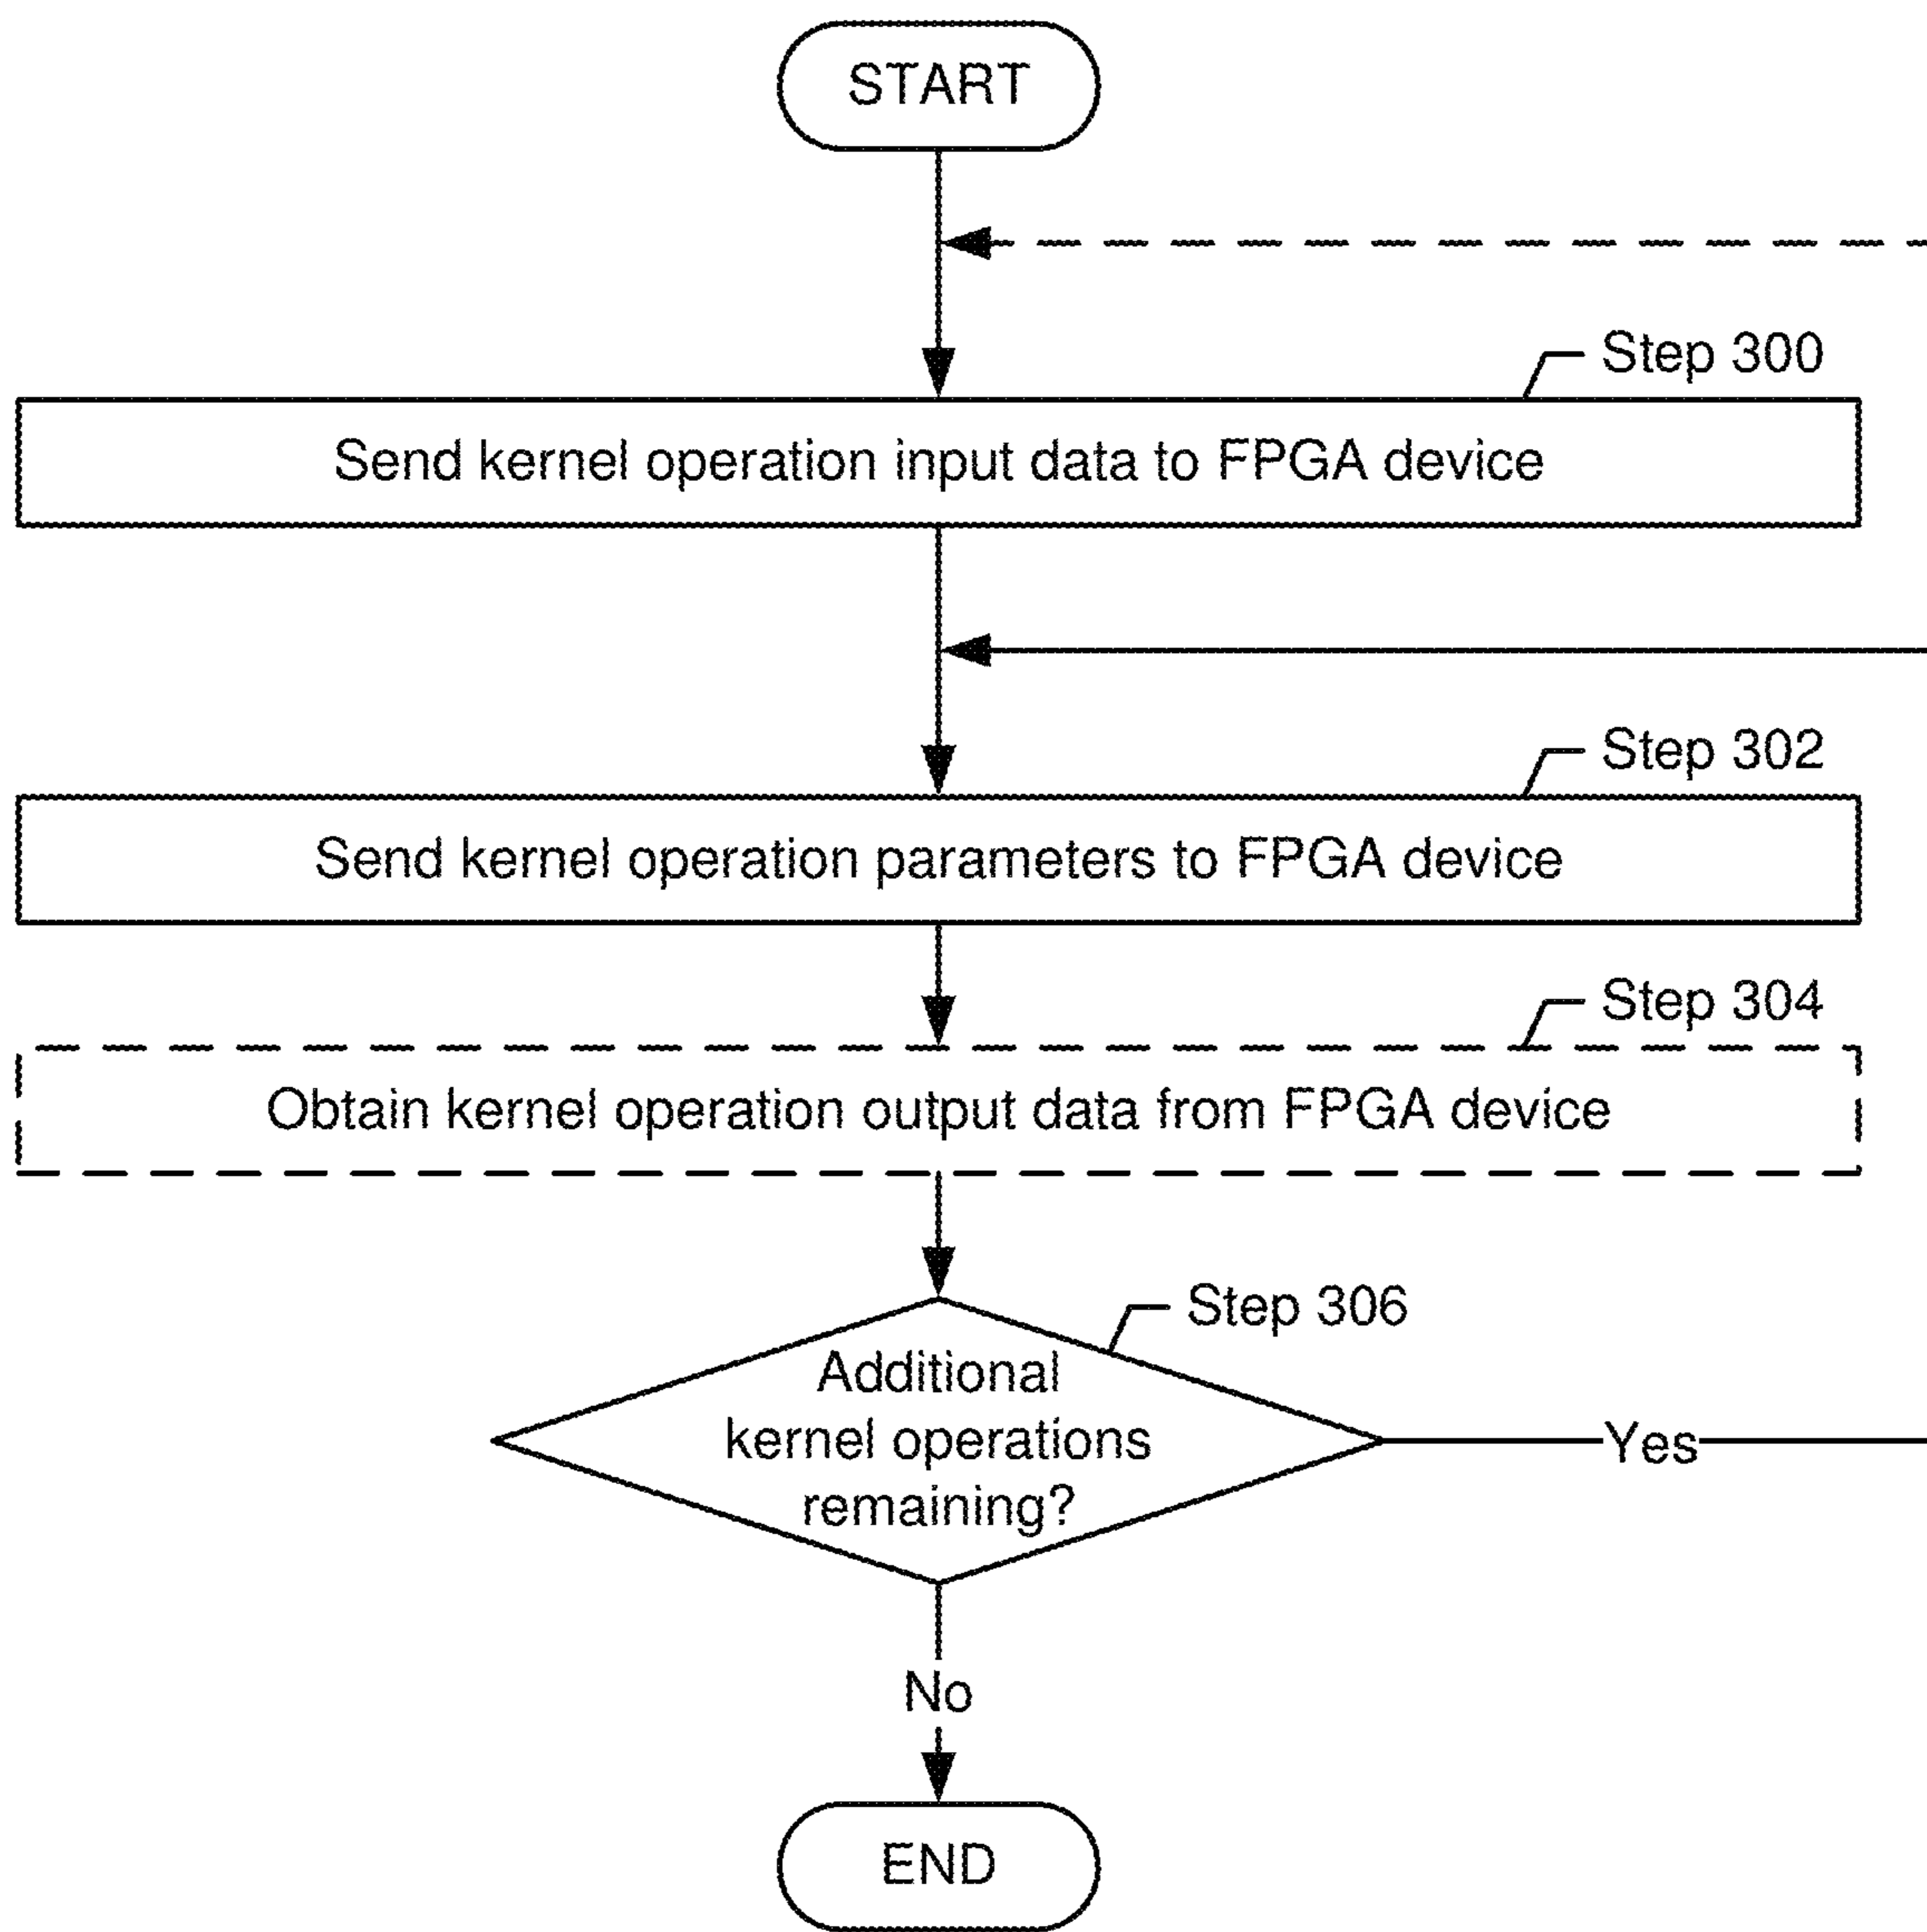 START
Step 300
Send kernel operation input data to FPGA device
Step 302
Send kernel operation parameters to FPGA device
Step 304
Obtain kernel operation output data from FPGA device
Step 306
Additional
kernel operations
remaining?
Yes
No
END